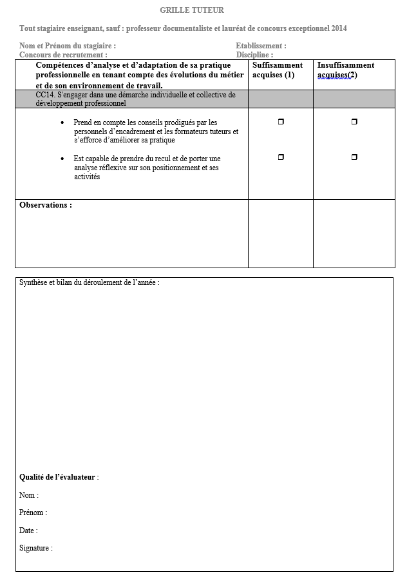 GRILLE TUTEUR
Tout stagiaire enseignant, sauf : professeur documentaliste et lauréat de concours exceptionnel 2014
Nom et Prénom du stagiaire : Etablissement :
Concours de recrutement : Discipline :
Compétences d'analyse et d'adaptation de sa pratique
professionnelle en tenant compte des évolutions du métier
et de son environnement de travail.
Suffisamment
acquises (1)
Insuffisamment
acquises(2)
CC14. S'engager dans une démarche individuelle et collective de
développement professionnel
• Prend en compte les conseils prodigués par les
personnels d'encadrement et les formateurs tuteurs et
s'efforce d'améliorer sa pratique
❒ ❒
• Est capable de prendre du recul et de porter une
analyse réflexive sur son positionnement et ses
activités
❒ ❒
Observations :
Synthèse et bilan du déroulement de l'année :
Qualité de l'évaluateur :
Nom :
Prénom :
Date :
Signature :